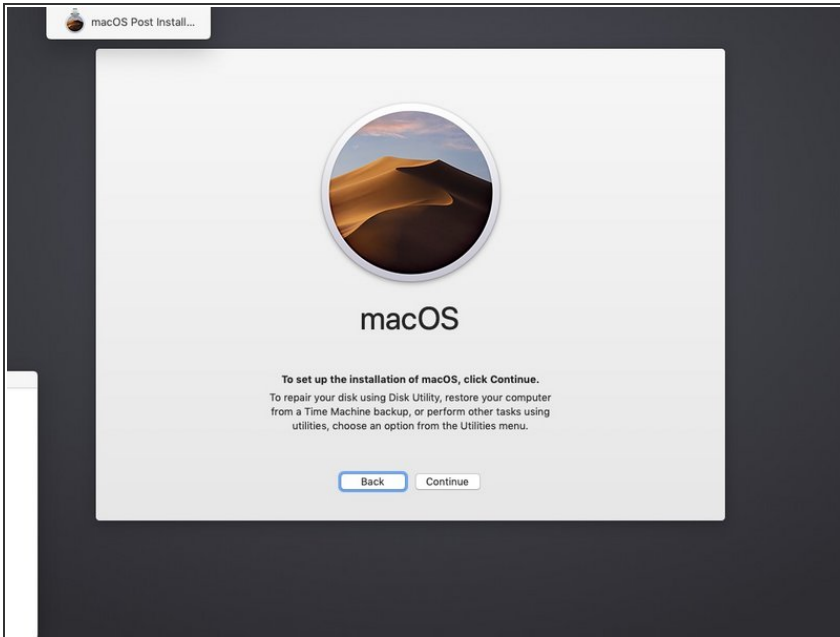 macOS Post Install...
macOS
To set up the installation of macOS, click Continue.
To repair your disk using Disk Utility, restore your computer
from a Time Machine backup, or perform other tasks using
utilities, choose an option from the Utilities menu.
Back
Continue